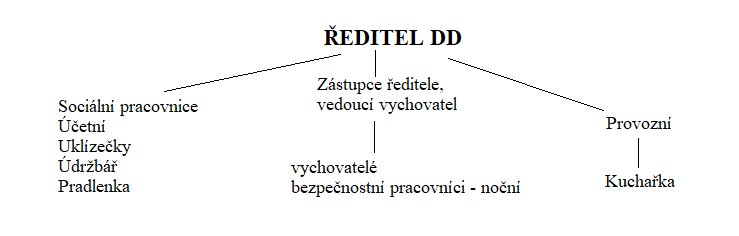 ŘEDITEL DD
Sociální pracovnice
Účetní
Uklízečky
Údržbář
Pradlenka
Zástupce ředitele,
vedoucí vychovatel
vychovatelé
bezpečnostní pracovníci - noční
Provozní
Kuchařka